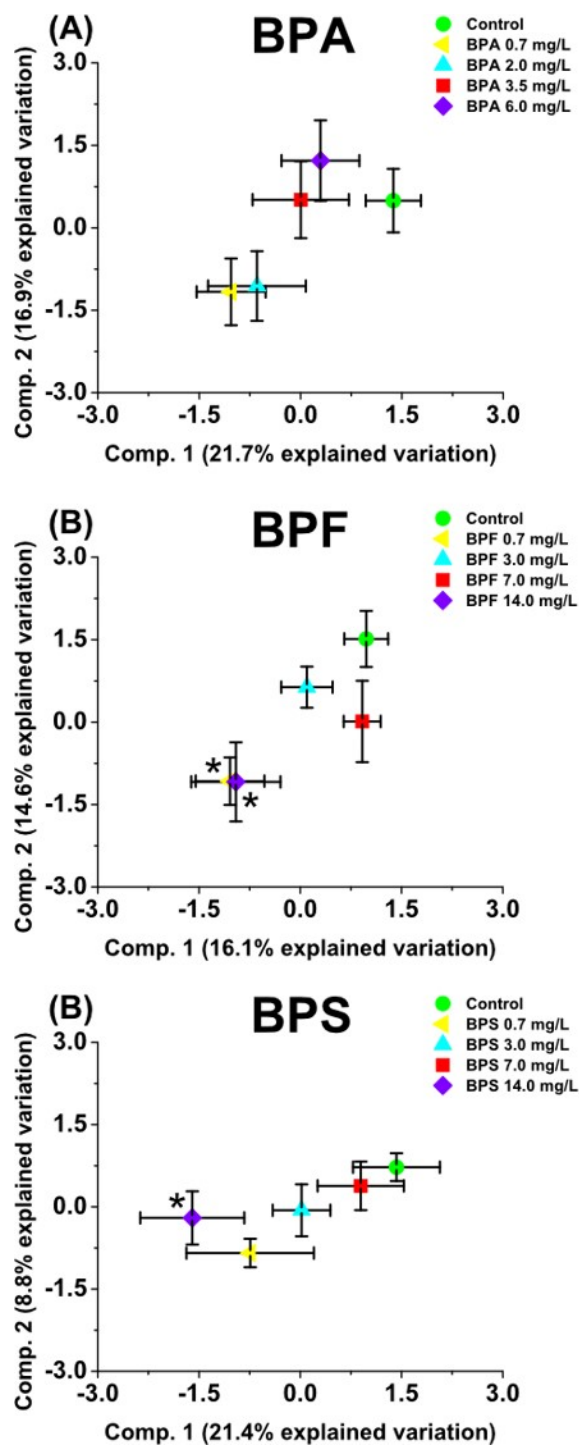 (A) BPA
Control
BPA 0.7 mg/L
BPA 2.0 mg/L
BPA 3.5 mg/L
BPA 6.0 mg/L
Comp. 2 (16.9% explained variation)
3.0
1.5
0.0
-1.5
-3.0
-3.0 -1.5 0.0 1.5 3.0
Comp. 1 (21.7% explained variation)
(B) BPF
Control
BPF 0.7 mg/L
BPF 3.0 mg/L
BPF 7.0 mg/L
BPF 14.0 mg/L
Comp. 2 (14.6% explained variation)
3.0
1.5
0.0
*
-1.5
*
-3.0
-3.0 -1.5 0.0 1.5 3.0
Comp. 1 (16.1% explained variation)
(B) BPS
Control
BPS 0.7 mg/L
BPS 3.0 mg/L
BPS 7.0 mg/L
BPS 14.0 mg/L
Comp. 2 (8.8% explained variation)
3.0
1.5
0.0
*
-1.5
-3.0
-3.0 -1.5 0.0 1.5 3.0
Comp. 1 (21.4% explained variation)